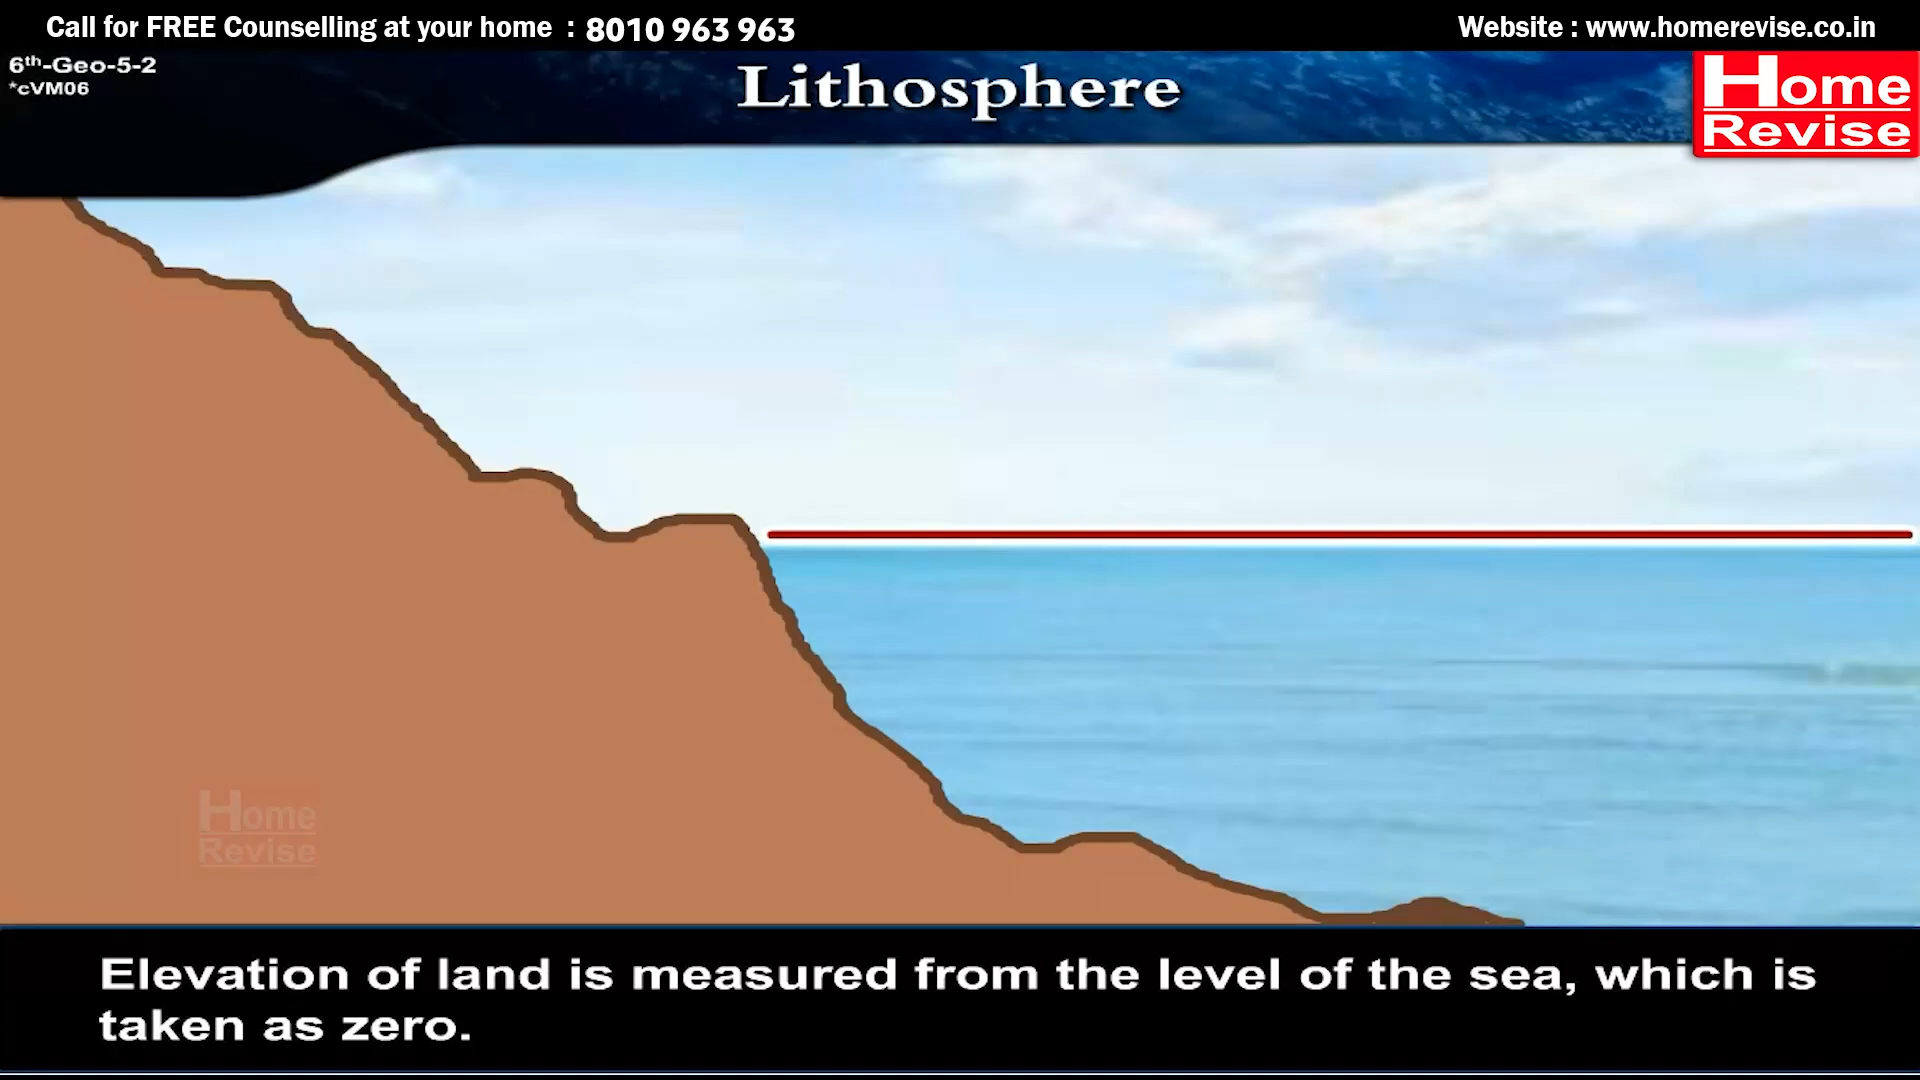 Call for FREE Counselling at your home : 8010 963 963
Website : www.homerevise.co.in
6th-Geo-5-2
*cVM06
Lithosphere
Home
Revise
Home
Revise
Elevation of land is measured from the level of the sea, which is
taken as zero.